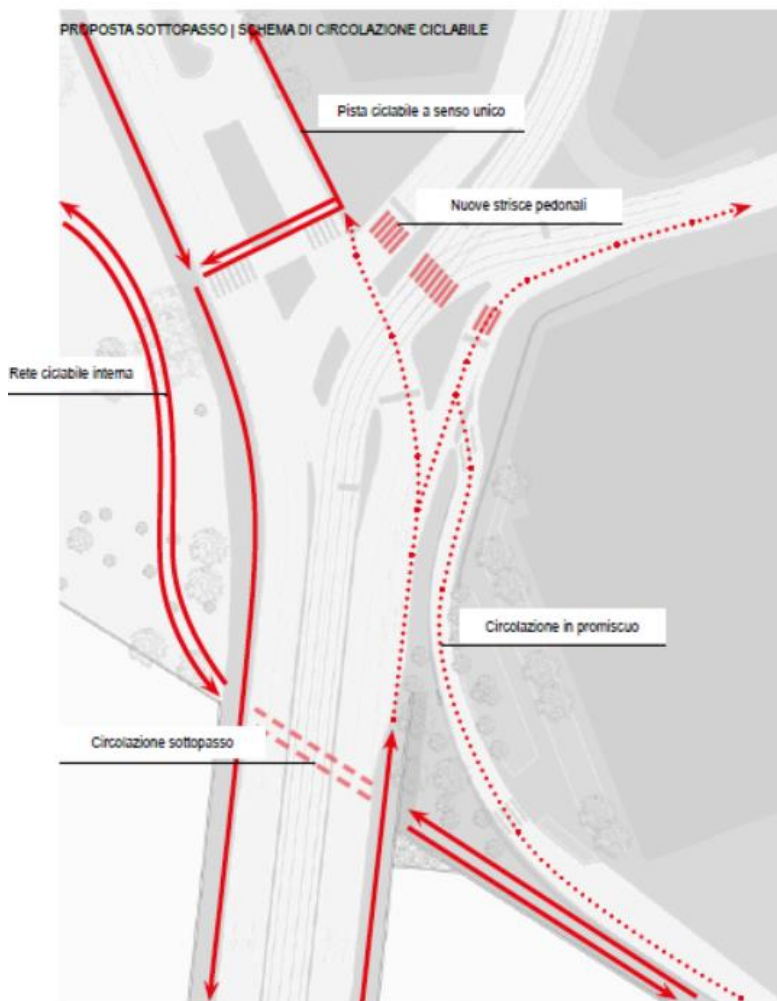 PROPOSTA SOTTOPASSO | SCHEMA DI CIRCOLAZIONE CICLABILE
Pista ciclabile a senso unico
Nuove strisce pedonali
Rete ciclabile interna
Circolazione in promiscuo
Circolazione sottopasso